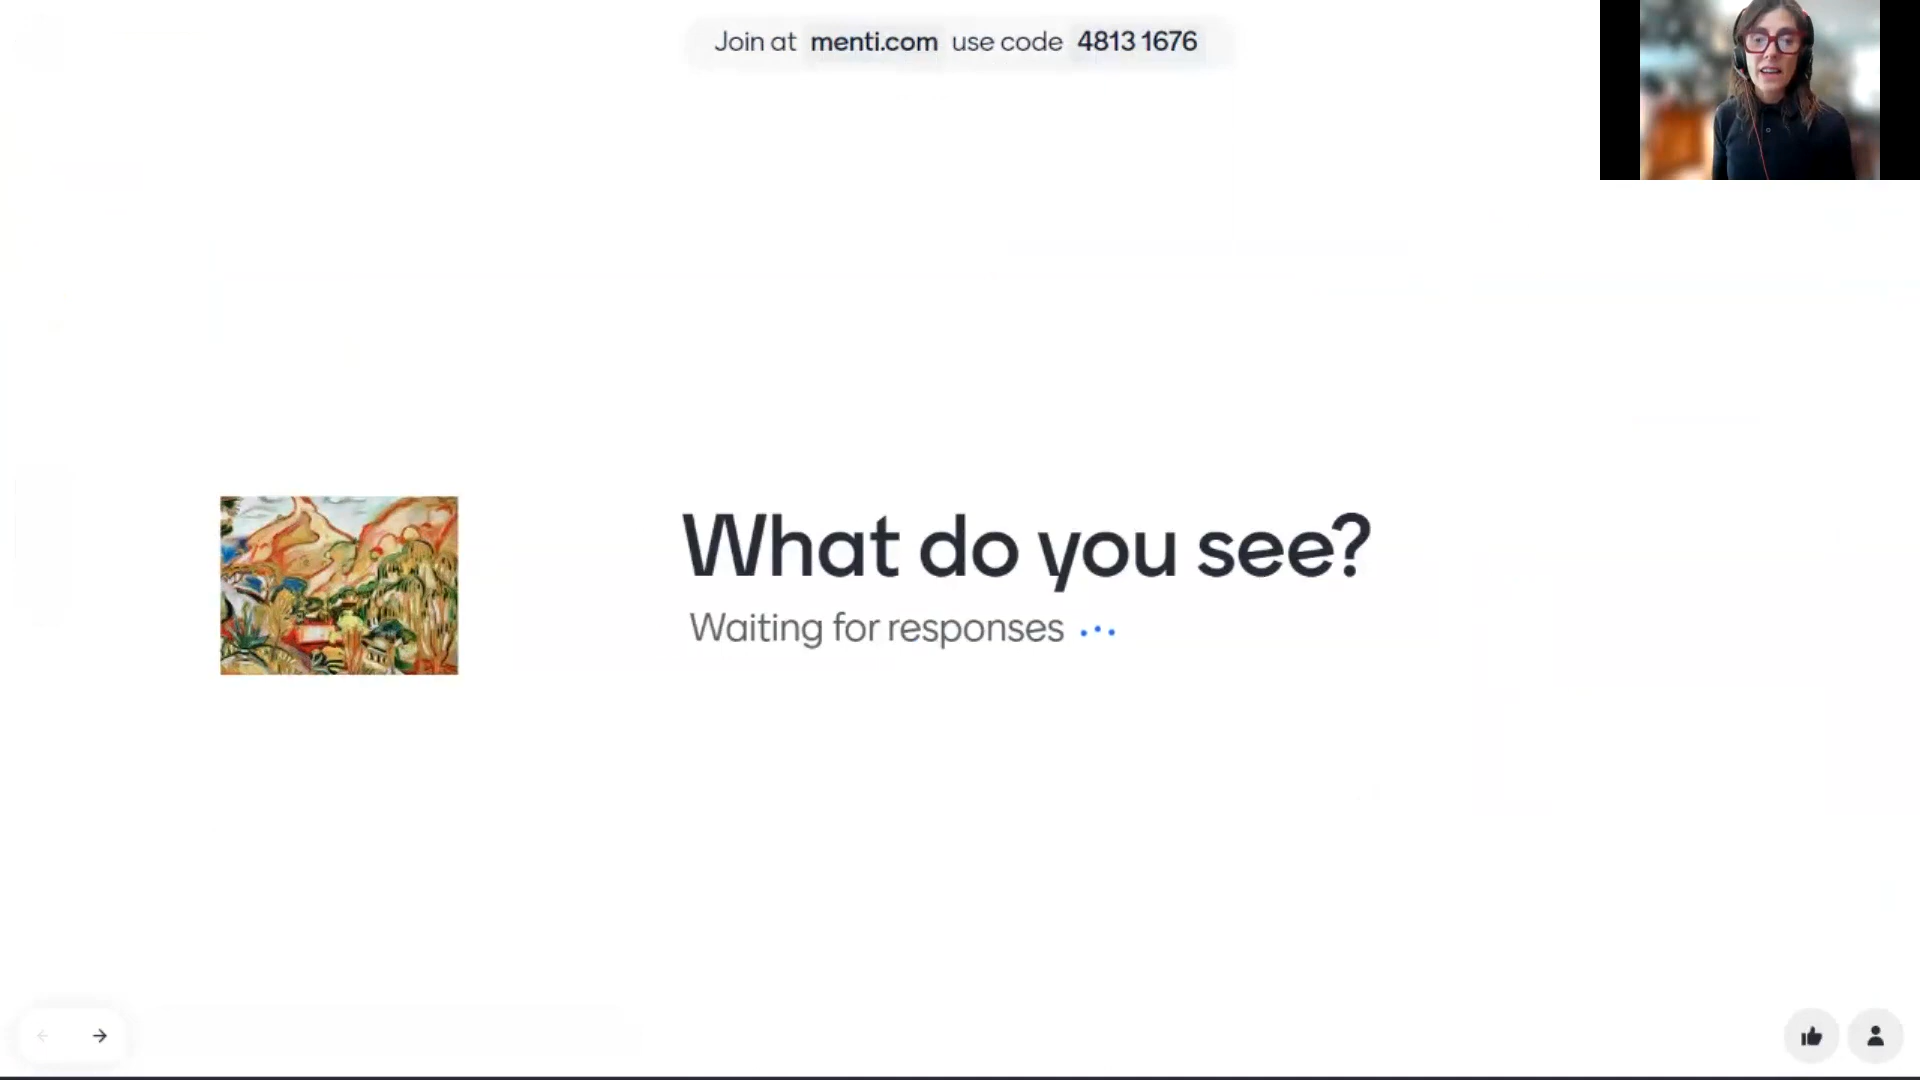 Join at menti.com use code 4813 1676
What do you see?
Waiting for responses